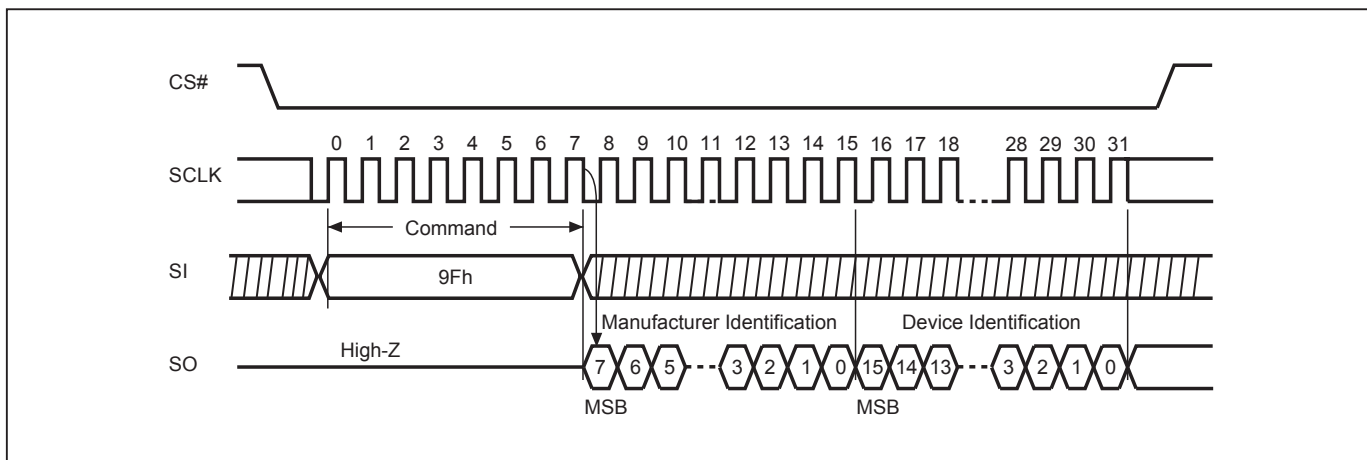 CS#
0 1 2 3 4 5 6 7 8 9 10 11 12 13 14 15 16 17 18 28 29 30 31
SCLK
Command
SI
9Fh
Manufacturer Identification Device Identification
High-Z
SO
7 6 5 3 2 1 0 15 14 13 3 2 1 0
MSB MSB